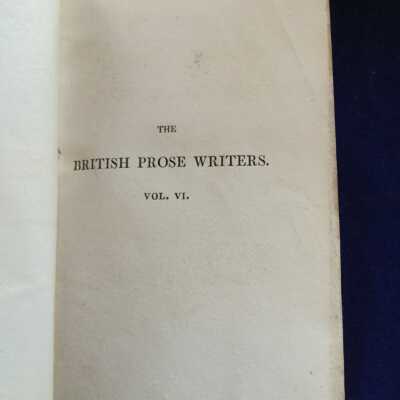 THE
BRITISH PROSE WRITERS.
VOL. VI.